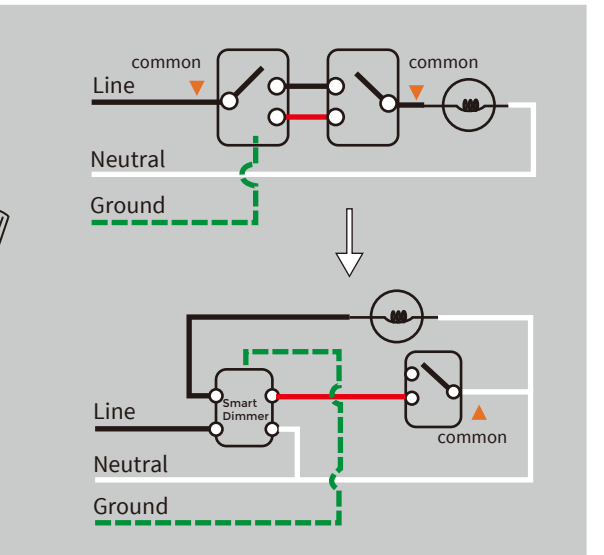 common
common
Line
Neutral
Ground
Smart
Dimmer
Line
common
Neutral
Ground